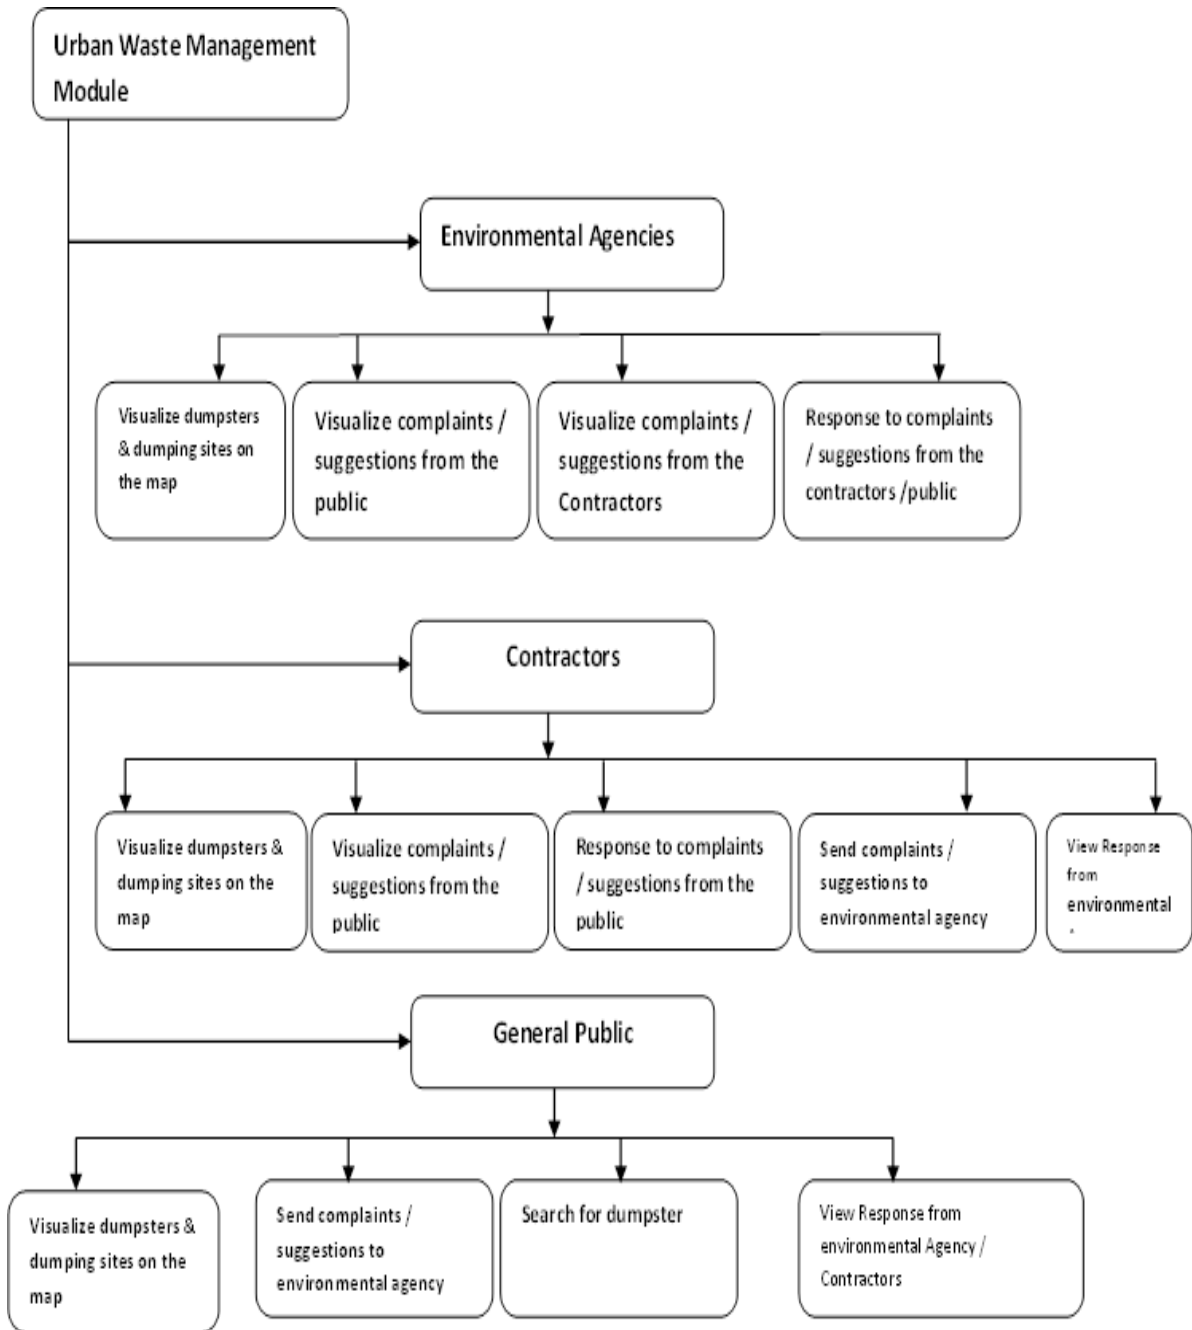 Urban Waste Management
Module
Environmental Agencies
Visualize dumpsters
& dumping sites on
the map
Visualize complaints /
suggestions from the
public
Visualize complaints /
suggestions from the
Contractors
Response to complaints
/ suggestions from the
contractors /public
Contractors
Visualize dumpsters &
dumping sites on the
map
Visualize complaints /
suggestions from the
public
Response to complaints
/ suggestions from the
public
Send complaints /
suggestions to
environmental agency
View Response
from
environmental
General Public
Visualize dumpsters &
dumping sites on the
map
Send complaints /
suggestions to
environmental agency
Search for dumpster
View Response from
environmental Agency /
Contractors